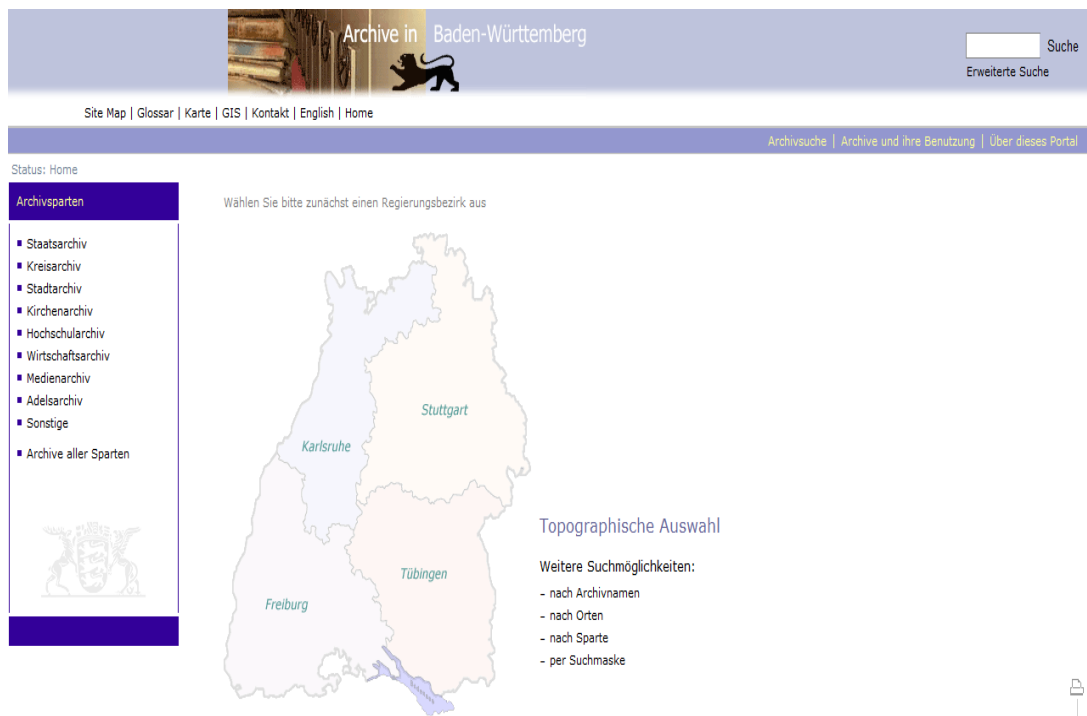 Archive in Baden-Württemberg
Suche
Erweiterte Suche
Site Map | Glossar | Karte | GIS | Kontakt | English | Home
Archivsuche | Archive und ihre Benutzung | Über dieses Portal
Status: Home
Archivsparten
Wählen Sie bitte zunächst einen Regierungsbezirk aus
Staatsarchiv
Kreisarchiv
Stadtarchiv
Kirchenarchiv
Hochschularchiv
Wirtschaftsarchiv
Medienarchiv
Adelsarchiv
Sonstige
Archive aller Sparten
Stuttgart
Karlsruhe
Tübingen
Freiburg
Topographische Auswahl
Weitere Suchmöglichkeiten:
– nach Archivnamen
– nach Orten
– nach Sparte
– per Suchmaske